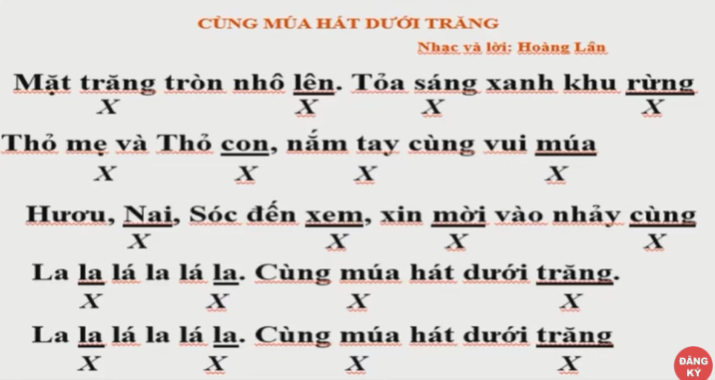 CÙNG MÚA HÁT DƯỚI TRĂNG
Nhạc và lời: Hoàng Lân
Mặt trăng tròn nhô lên. Tỏa sáng xanh khu rừng
X X X X
Thỏ mẹ và Thỏ con, nắm tay cùng vui múa
X X X X
Hươu, Nai, Sóc đến xem, xin mời vào nhảy cùng
X X X X
La la lá la lá la. Cùng múa hát dưới trăng.
X X X X
La la lá la lá la. Cùng múa hát dưới trăng
X X X X
ĐĂNG
KÝ